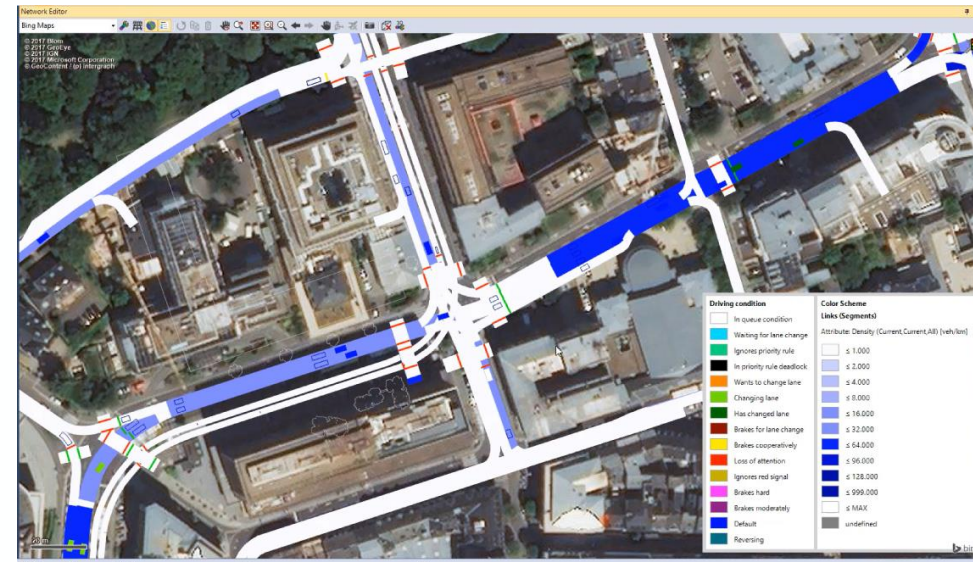 Network Editor
Bing Maps
© 2017 Blom
© 2017 GeoEye
© 2017 IGN
© 2017 Microsoft Corporation
© GeoContent / (p) Intergraph
Driving condition
In queue condition
Waiting for lane change
Ignores priority rule
In priority rule deadlock
Wants to change lane
Changing lane
Has changed lane
Brakes for lane change
Brakes cooperatively
Loss of attention
Ignores red signal
Brakes hard
Brakes moderately
Default
Reversing
Color Scheme
Links (Segments)
Attribute: Density (Current,Current,All) [veh/km]
≤ 1.000
≤ 2.000
≤ 4.000
≤ 8.000
≤ 16.000
≤ 32.000
≤ 64.000
≤ 96.000
≤ 128.000
≤ 999.000
≤ MAX
undefined
bin